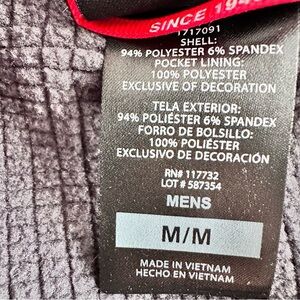 SINCE 194
1717091
SHELL:
94% POLYESTER 6% SPANDEX
POCKET LINING:
100% POLYESTER
EXCLUSIVE OF DECORATION
TELA EXTERIOR:
94% POLIÉSTER 6% SPANDEX
FORRO DE BOLSILLO:
100% POLIÉSTER
EXCLUSIVO DE DECORACIÓN
RN# 117732
LOT # 587354
MENS
M/M
MADE IN VIETNAM
HECHO EN VIETNAM